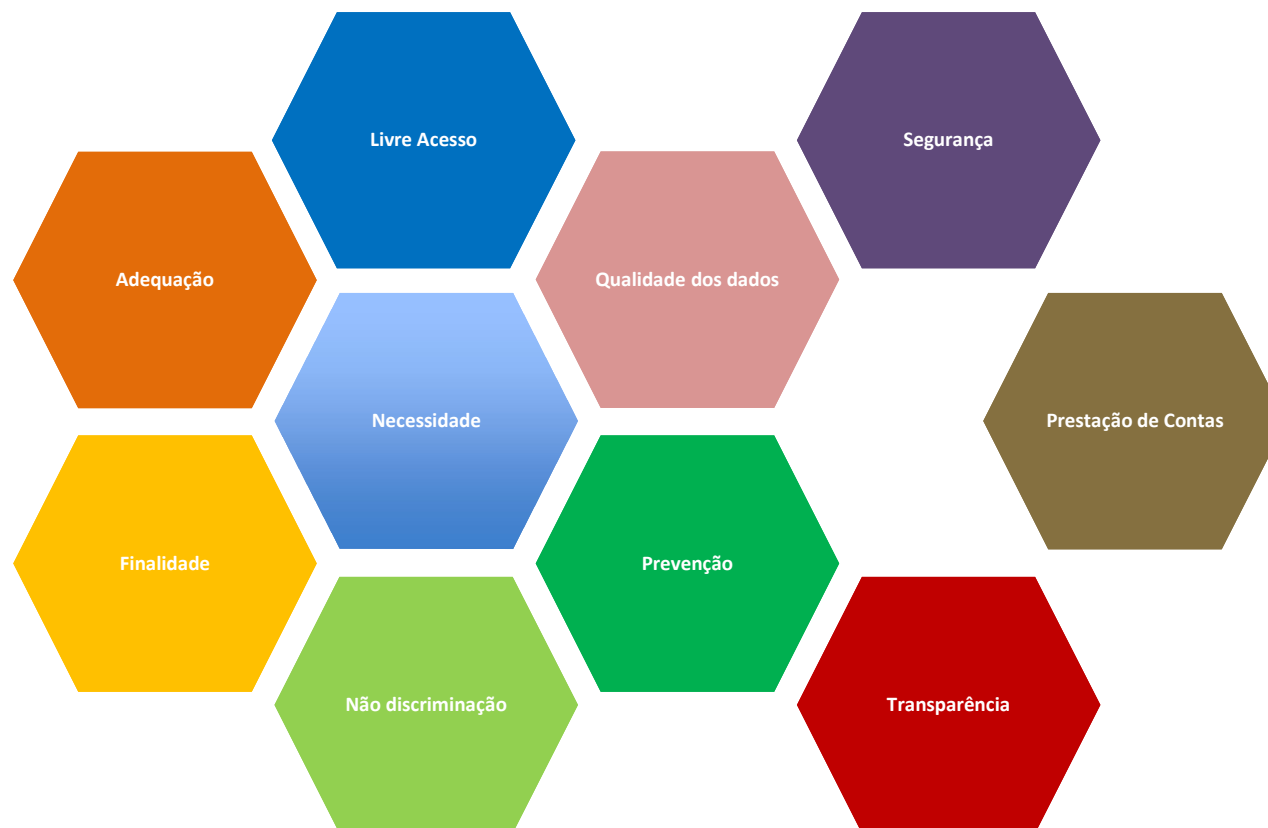 Livre Acesso
Segurança
Adequação
Qualidade dos dados
Necessidade
Prestação de Contas
Finalidade
Prevenção
Não discriminação
Transparência